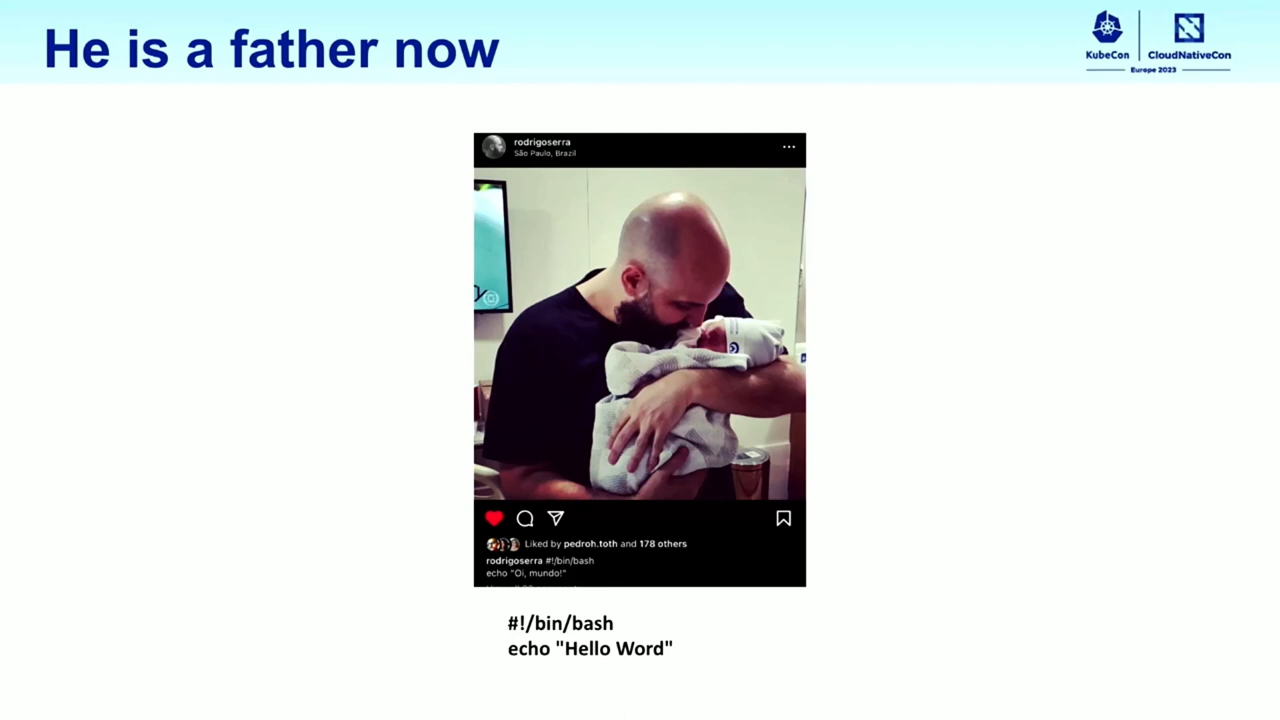 He is a father now
KubeCon
CloudNativeCon
Europe 2023
rodrigoserra
São Paulo, Brazil
Liked by pedroh.toth and 178 others
rodrigoserra #!/bin/bash
echo "Oi, mundo!"
#!/bin/bash
echo "Hello Word"